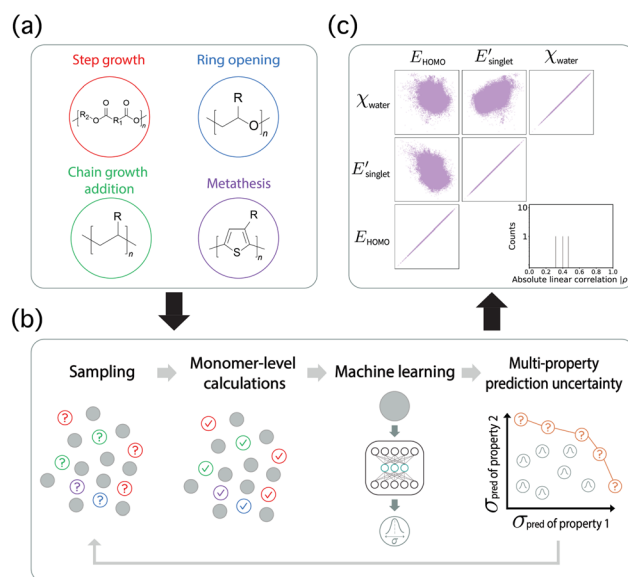 (a)
Step growth
Ring opening
R₂ O O O R₁ O n
R O n
Chain growth
addition
Metathesis
R n
R S n
(c)
E_HOMO E′_singlet χ_water
χ_water
E′_singlet
E_HOMO
10
1
Counts
0.0 0.2 0.4 0.6 0.8 1.0
Absolute linear correlation |ρ
(b)
Sampling
Monomer-level
calculations
Machine learning
Multi-property
prediction uncertainty
? ? ? ? ? ? ?
σ
? ? ? ? ?
σ_pred of property 2
σ_pred of property 1